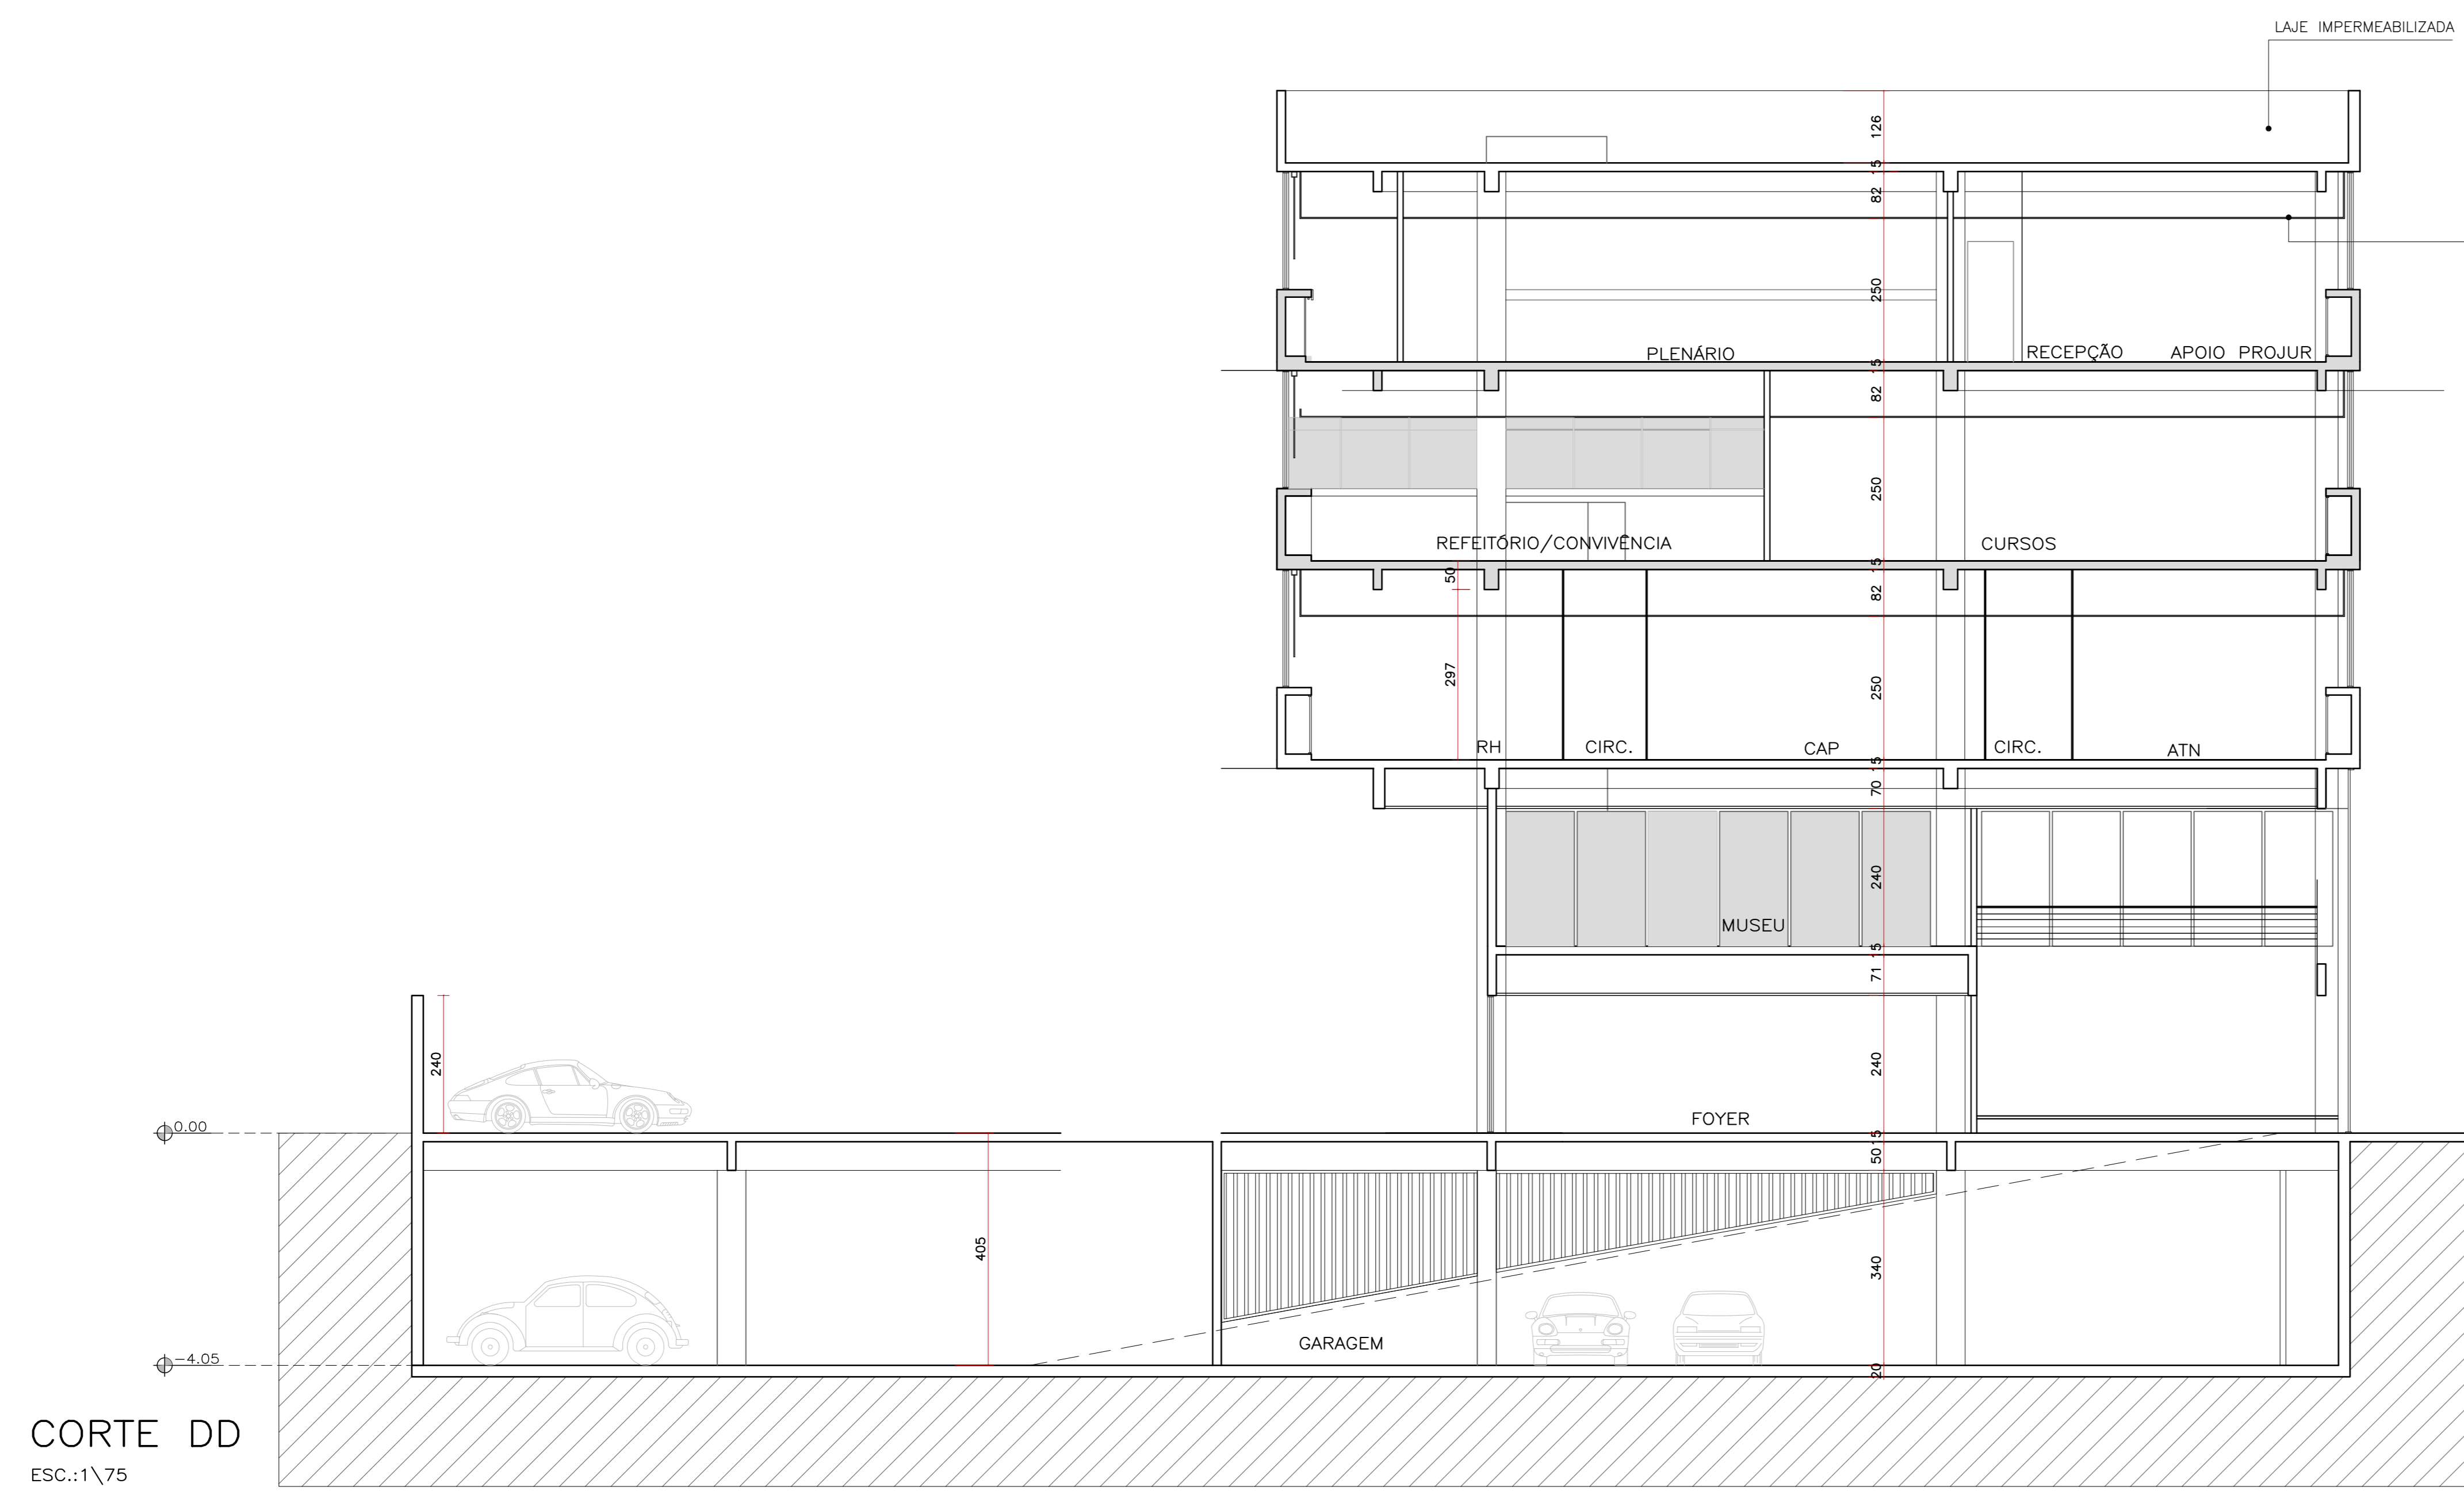 LAJE IMPERMEABILIZADA
126
15
82
250
PLENÁRIO
RECEPÇÃO
APOIO PROJUR
15
82
250
REFEITÓRIO/CONVIVÊNCIA
CURSOS
15
50
82
297
250
RH
CIRC.
CAP
CIRC.
ATN
15
70
240
MUSEU
15
71
240
240
FOYER
0.00
15
50
405
340
GARAGEM
-4.05
20
CORTE DD
ESC.:1\75